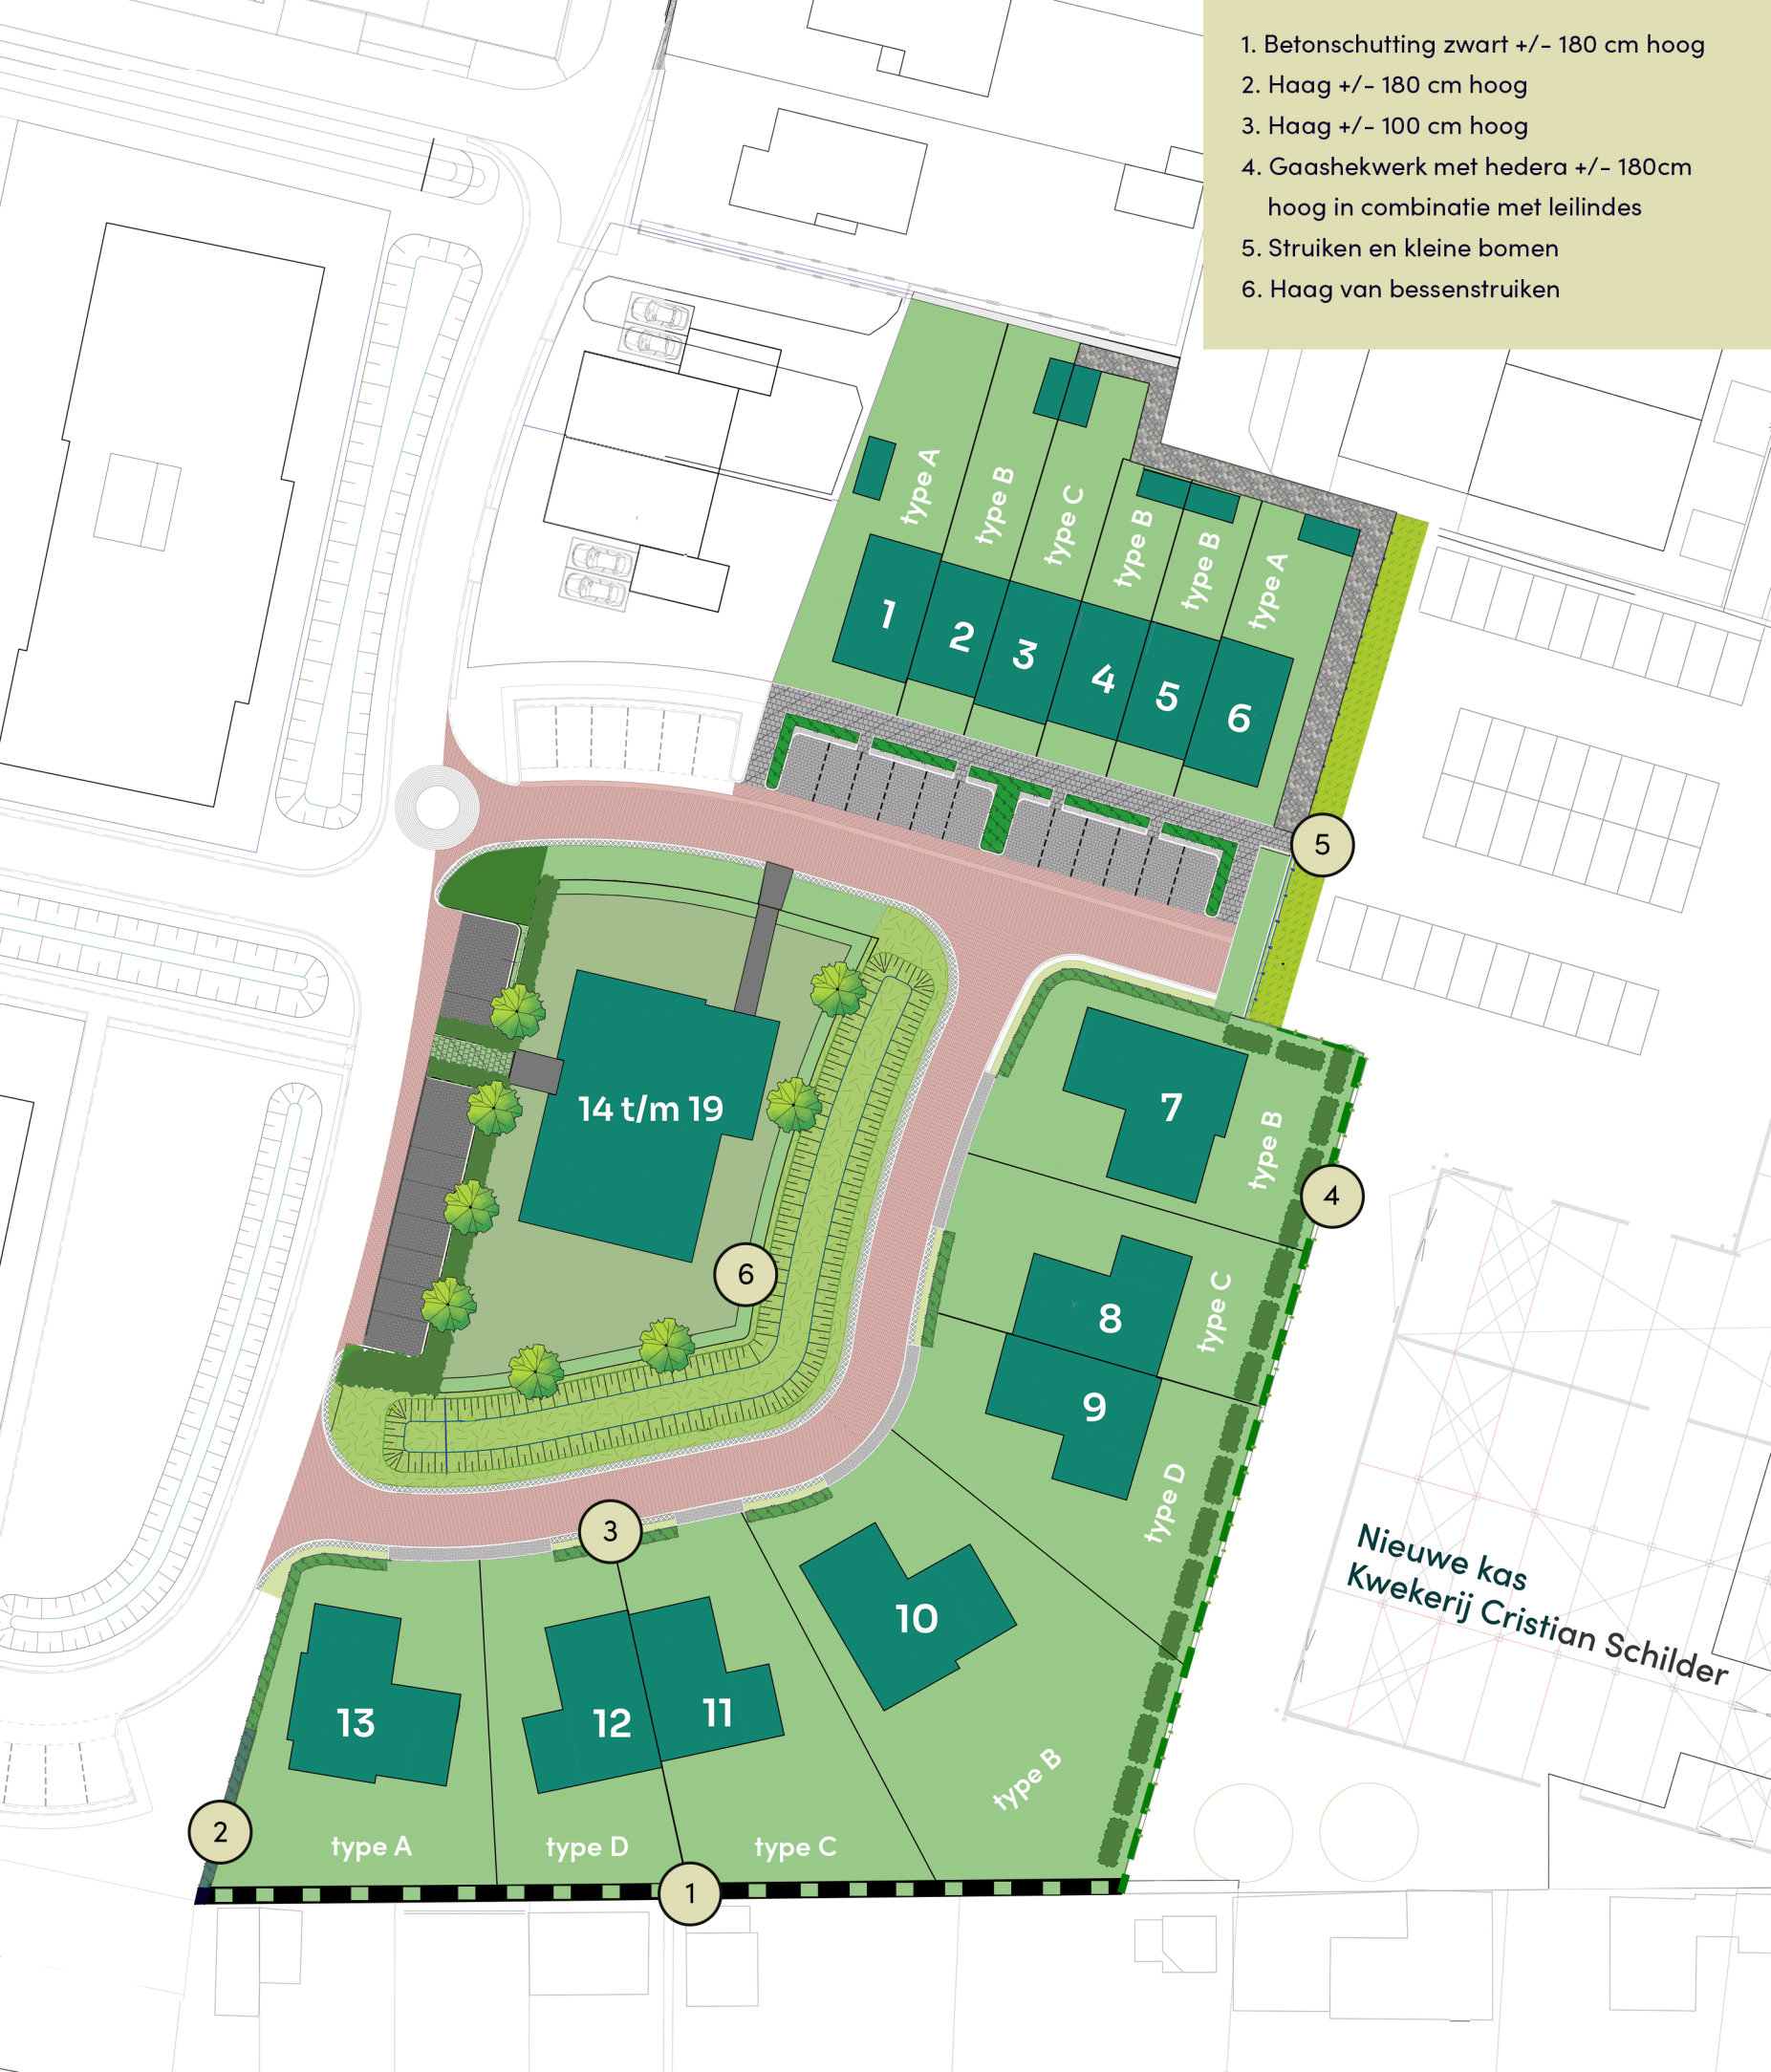 1. Betonschutting zwart +/- 180 cm hoog
2. Haag +/- 180 cm hoog
3. Haag +/- 100 cm hoog
4. Gaashekwerk met hedera +/- 180cm
hoog in combinatie met leilindes
5. Struiken en kleine bomen
6. Haag van bessenstruiken
type A
type B
type C
type B
type B
type A
1
2
3
4
5
6
5
7
type B
14 t/m 19
4
6
8
type C
9
type D
3
Nieuwe kas
Kwekerij Cristian Schilder
10
13
12
11
type B
2
type A
type D
type C
1